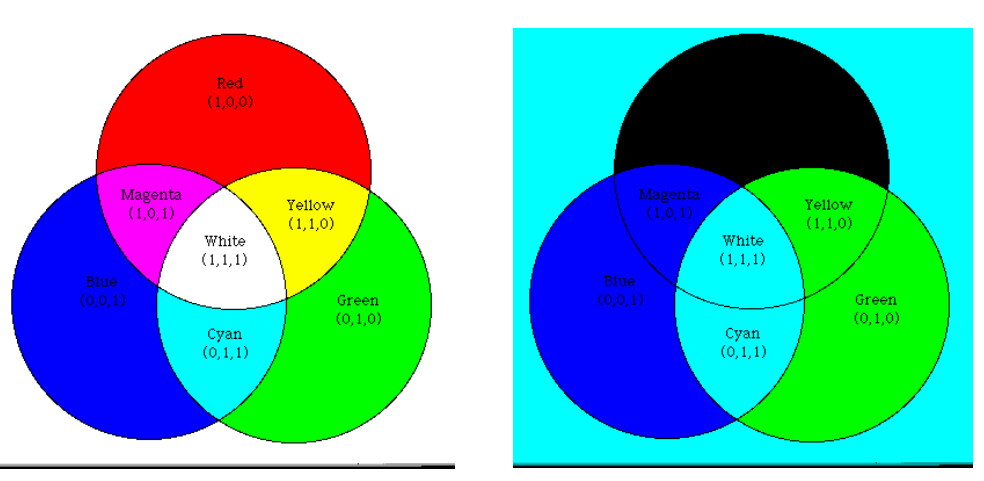 Red
(1,0,0)
Magenta
(1,0,1)
Yellow
(1,1,0)
White
(1,1,1)
Blue
(0,0,1)
Green
(0,1,0)
Cyan
(0,1,1)
Magenta
(1,0,1)
Yellow
(1,1,0)
White
(1,1,1)
Blue
(0,0,1)
Green
(0,1,0)
Cyan
(0,1,1)